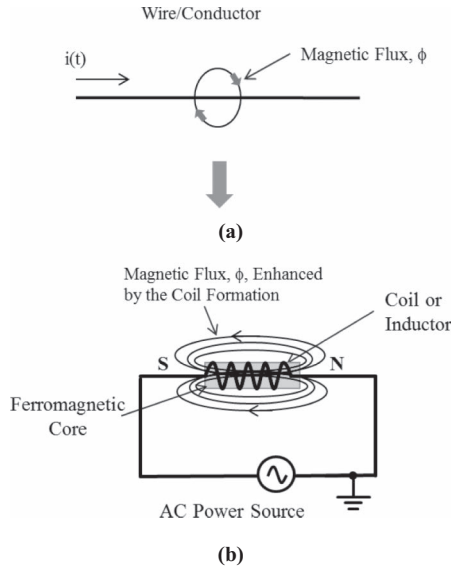 Wire/Conductor
i(t)
Magnetic Flux, ϕ
(a)
Magnetic Flux, ϕ, Enhanced
by the Coil Formation
Coil or
Inductor
S
N
Ferromagnetic
Core
AC Power Source
(b)